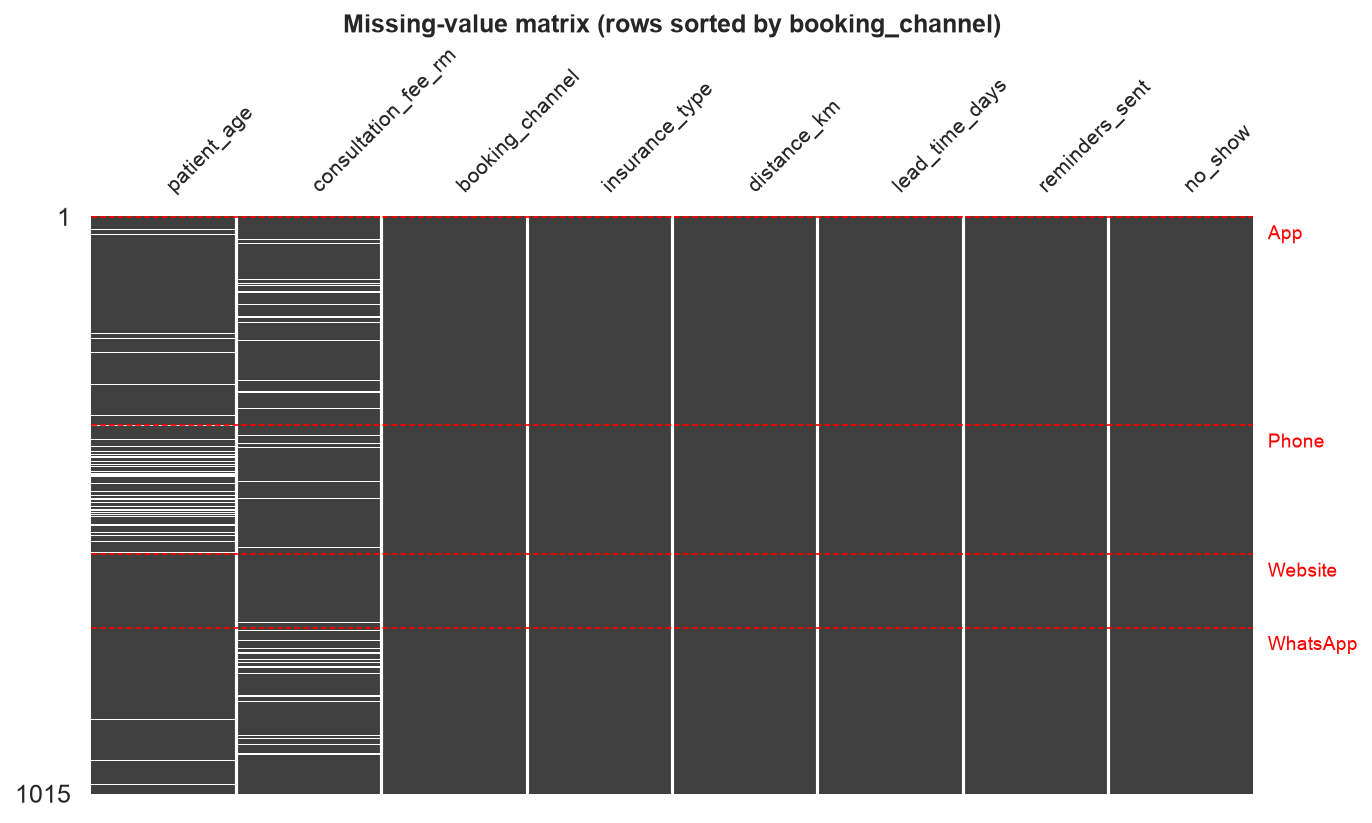 Missing-value matrix (rows sorted by booking_channel)
patient_age
consultation_fee_rm
booking_channel
insurance_type
distance_km
lead_time_days
reminders_sent
no_show
1
App
Phone
Website
WhatsApp
1015